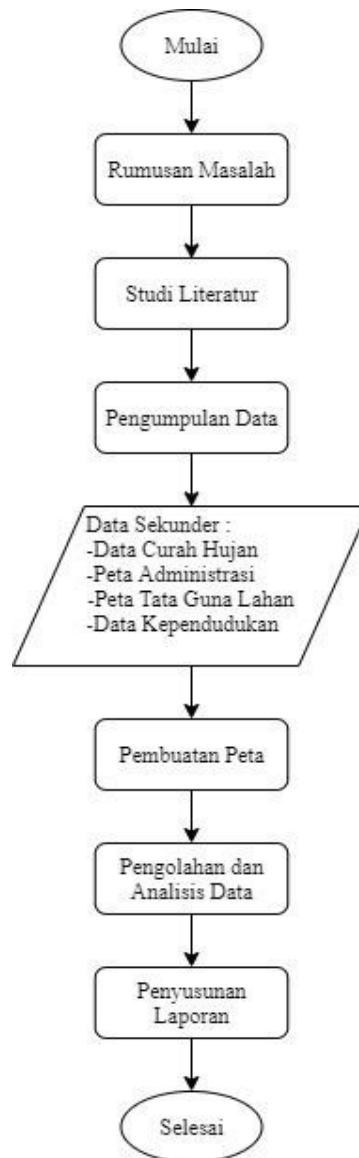 Mulai
Rumusan Masalah
Studi Literatur
Pengumpulan Data
Data Sekunder :
-Data Curah Hujan
-Peta Administrasi
-Peta Tata Guna Lahan
-Data Kependudukan
Pembuatan Peta
Pengolahan dan
Analisis Data
Penyusunan
Laporan
Selesai